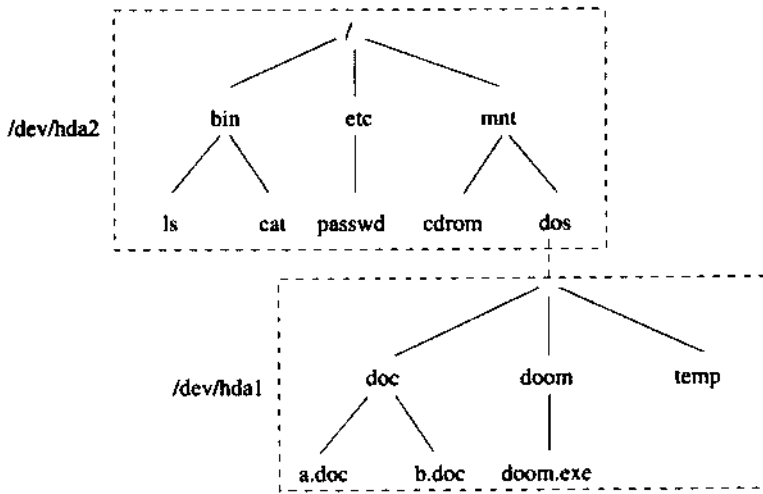 /
bin etc mnt
/dev/hda2
ls cat passwd cdrom dos
doc doom temp
/dev/hda1
a.doc b.doc doom.exe